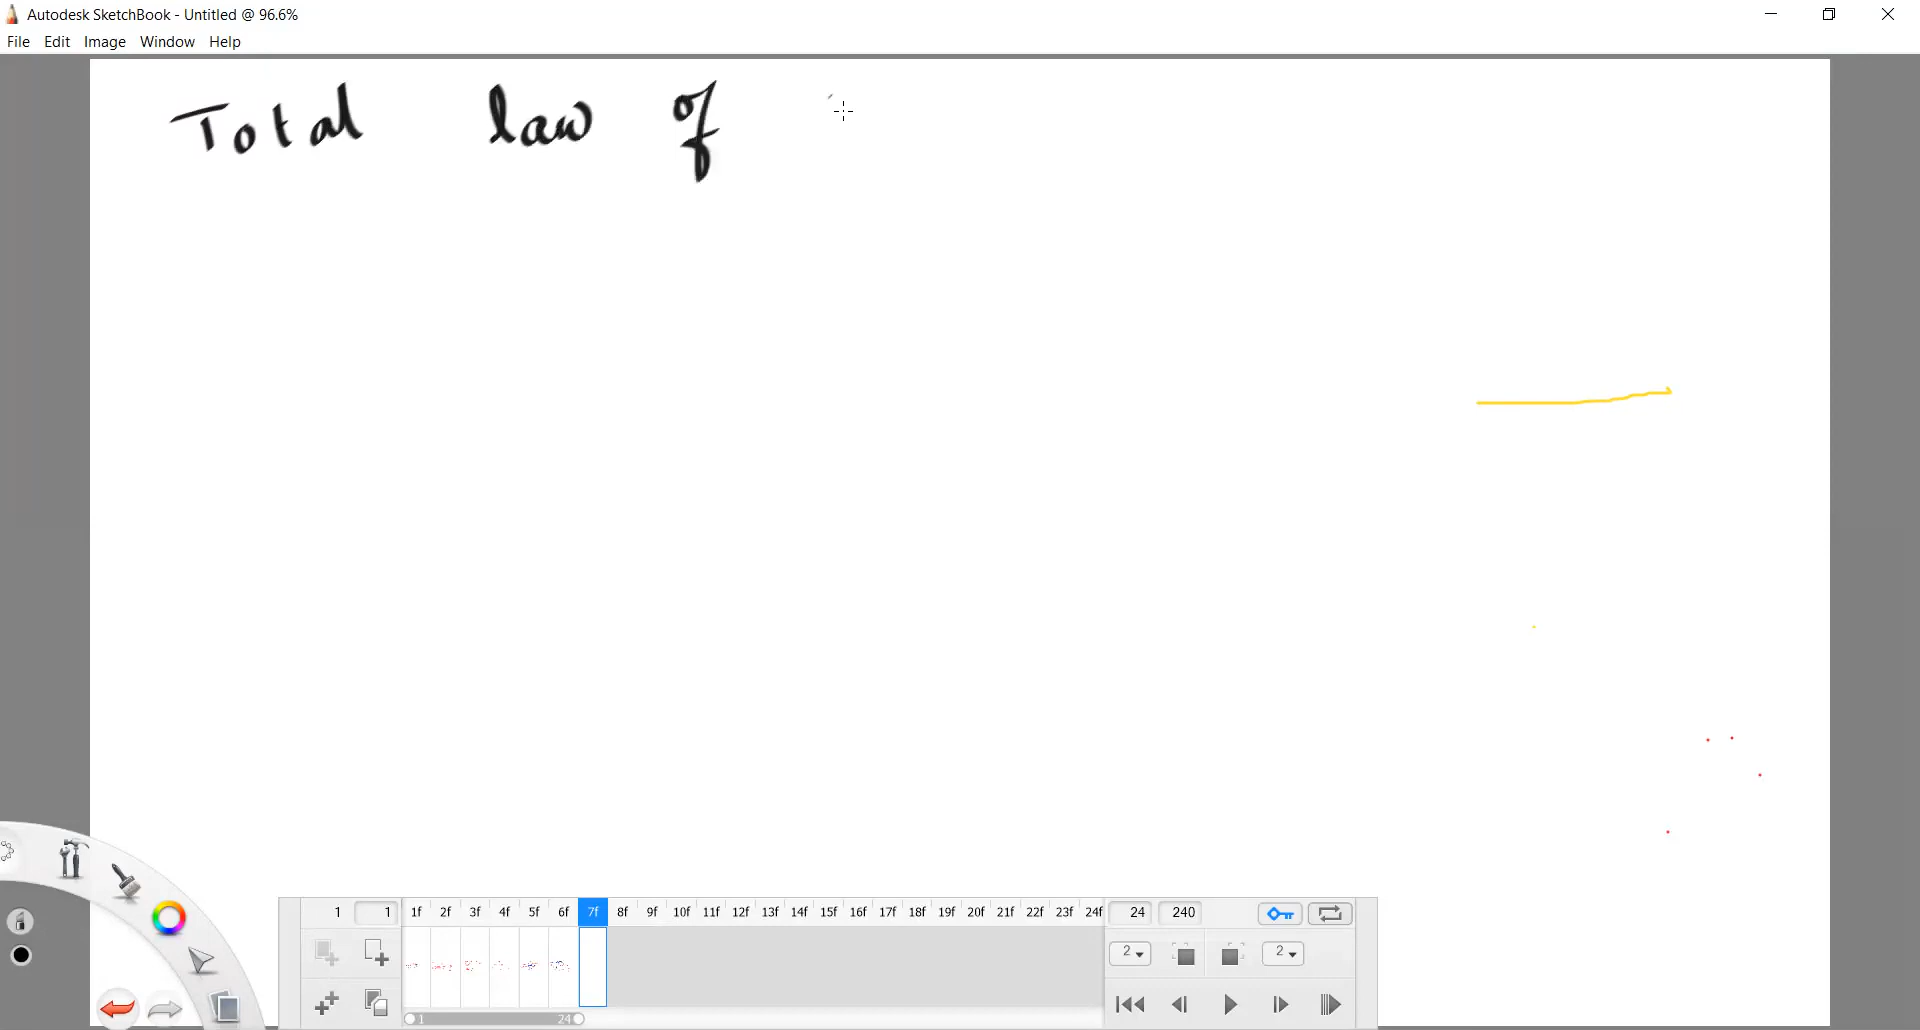 Autodesk SketchBook - Untitled @ 96.6%
File Edit Image Window Help
Total law of
1 1 1f 2f 3f 4f 5f 6f 7f 8f 9f 10f 11f 12f 13f 14f 15f 16f 17f 18f 19f 20f 21f 22f 23f 24f 24 240
2 2
1 24